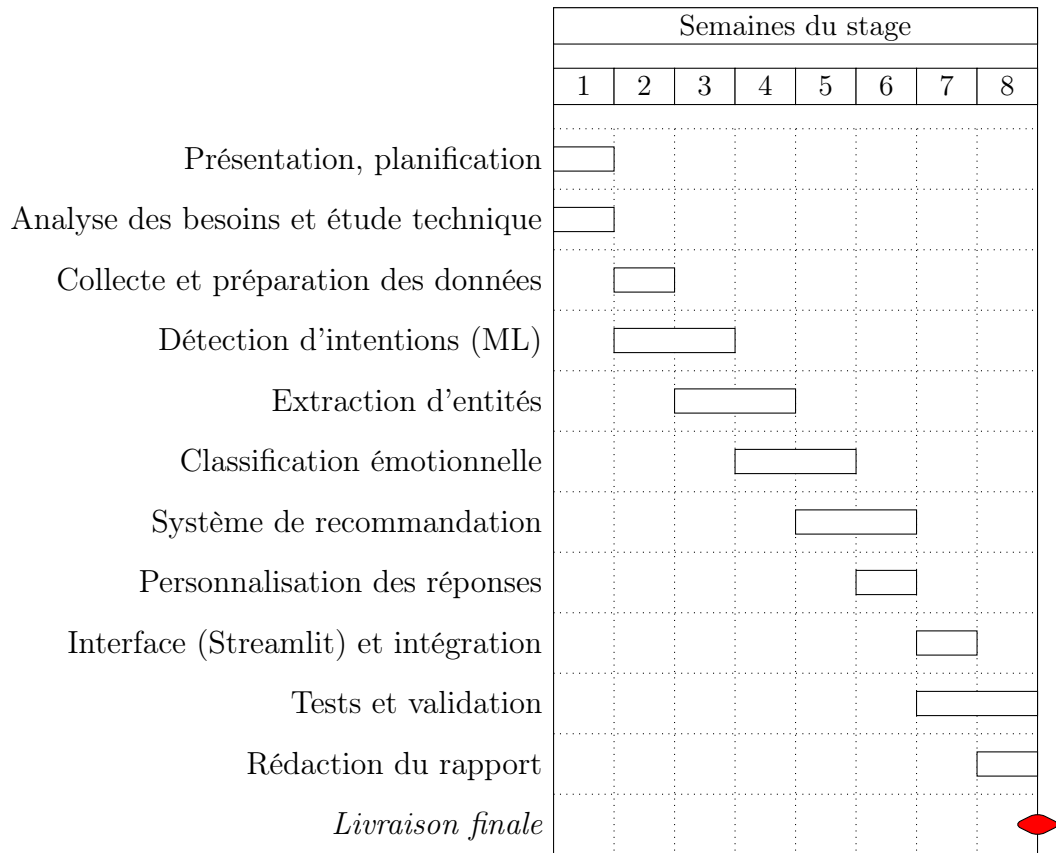 Semaines du stage
1 2 3 4 5 6 7 8
Présentation, planification
Analyse des besoins et étude technique
Collecte et préparation des données
Détection d'intentions (ML)
Extraction d'entités
Classification émotionnelle
Système de recommandation
Personnalisation des réponses
Interface (Streamlit) et intégration
Tests et validation
Rédaction du rapport
Livraison finale